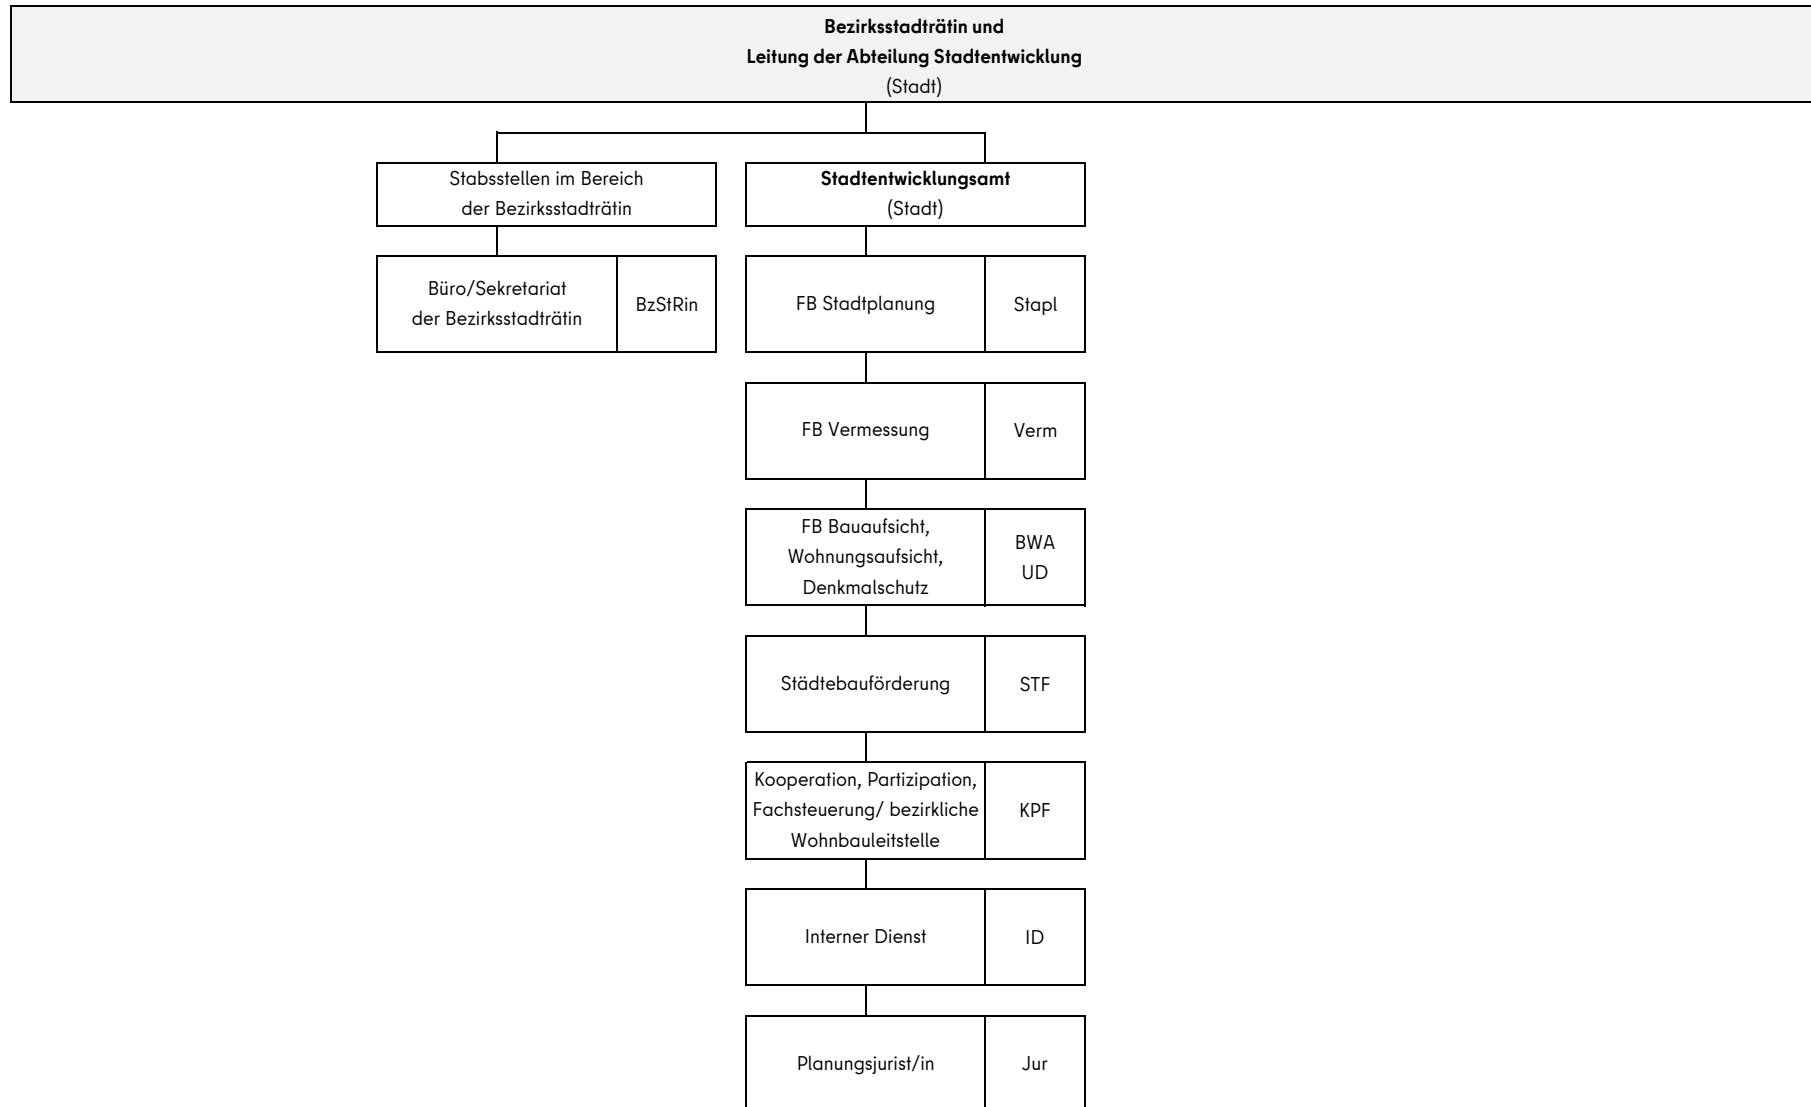 Bezirksstadträtin und
Leitung der Abteilung Stadtentwicklung
(Stadt)
Stabsstellen im Bereich
der Bezirksstadträtin
Stadtentwicklungsamt
(Stadt)
Büro/Sekretariat
der Bezirksstadträtin
BzStRin
FB Stadtplanung
Stapl
FB Vermessung
Verm
FB Bauaufsicht,
Wohnungsaufsicht,
Denkmalschutz
BWA
UD
Städtebauförderung
STF
Kooperation, Partizipation,
Fachsteuerung/ bezirkliche
Wohnbauleitstelle
KPF
Interner Dienst
ID
Planungsjurist/in
Jur